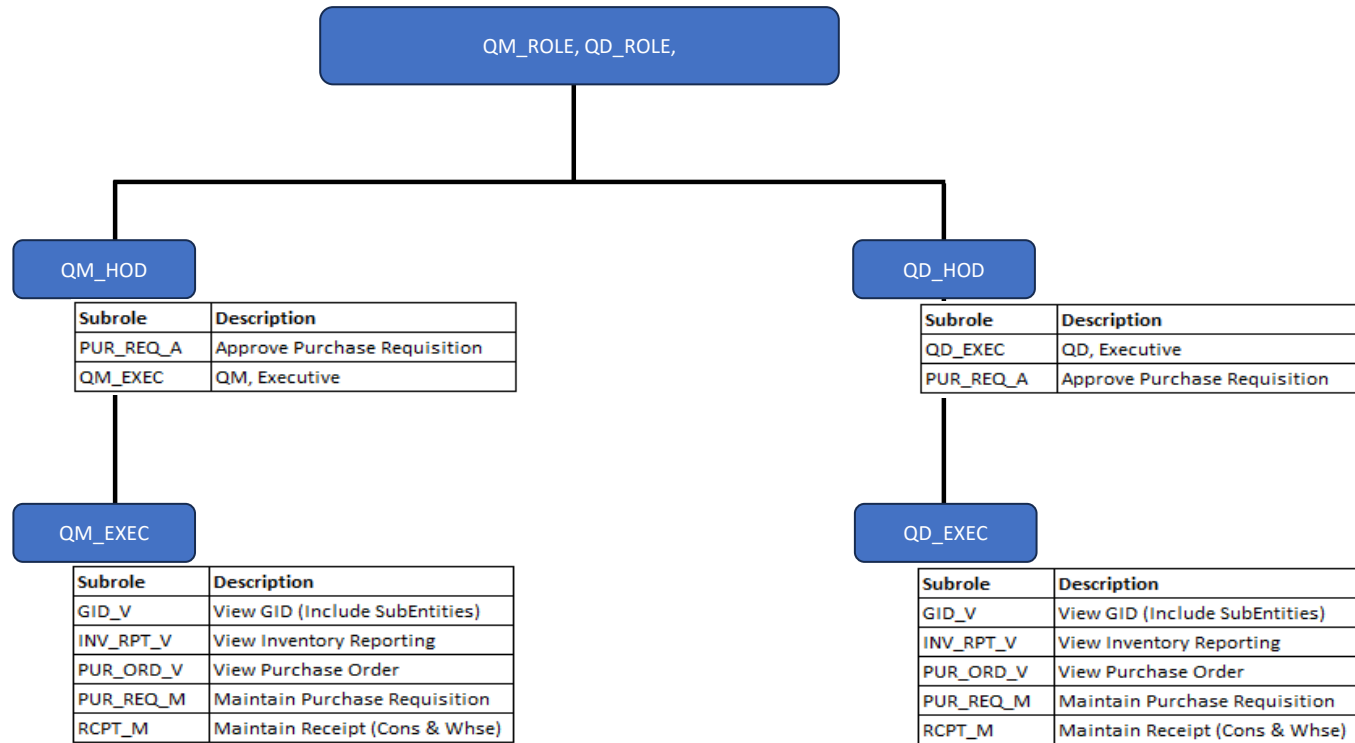 QM_ROLE, QD_ROLE,
QM_HOD
Subrole Description
PUR_REQ_A Approve Purchase Requisition
QM_EXEC QM, Executive
QD_HOD
Subrole Description
QD_EXEC QD, Executive
PUR_REQ_A Approve Purchase Requisition
QM_EXEC
Subrole Description
GID_V View GID (Include SubEntities)
INV_RPT_V View Inventory Reporting
PUR_ORD_V View Purchase Order
PUR_REQ_M Maintain Purchase Requisition
RCPT_M Maintain Receipt (Cons & Whse)
QD_EXEC
Subrole Description
GID_V View GID (Include SubEntities)
INV_RPT_V View Inventory Reporting
PUR_ORD_V View Purchase Order
PUR_REQ_M Maintain Purchase Requisition
RCPT_M Maintain Receipt (Cons & Whse)